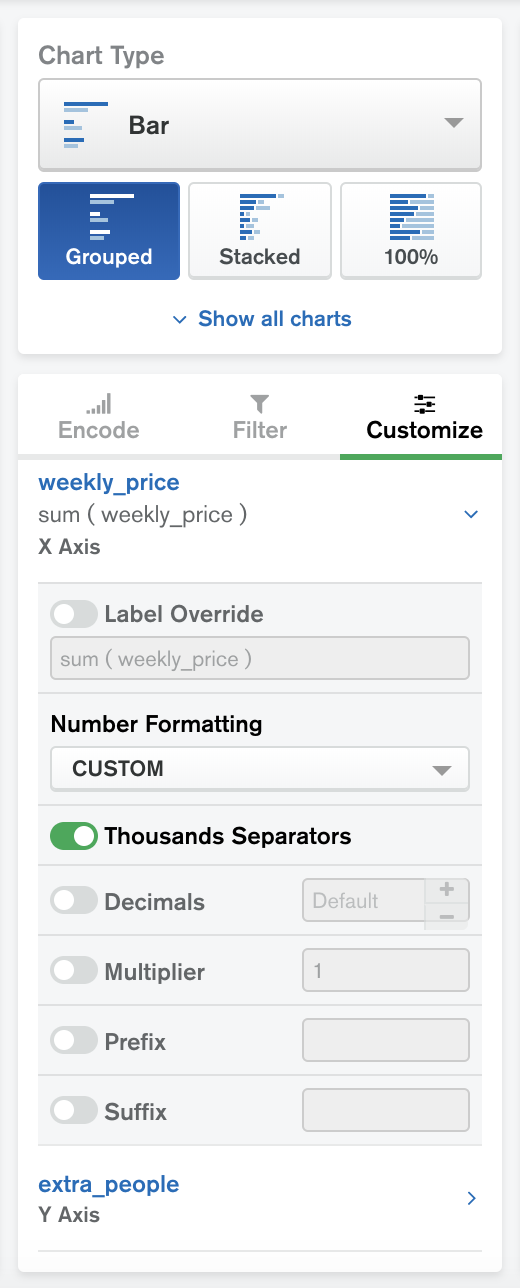 Chart Type
Bar
Grouped
Stacked
100%
Show all charts
Encode
Filter
Customize
weekly_price
sum ( weekly_price )
X Axis
Label Override
sum ( weekly_price )
Number Formatting
CUSTOM
Thousands Separators
Decimals
Default
Multiplier
1
Prefix
Suffix
extra_people
Y Axis